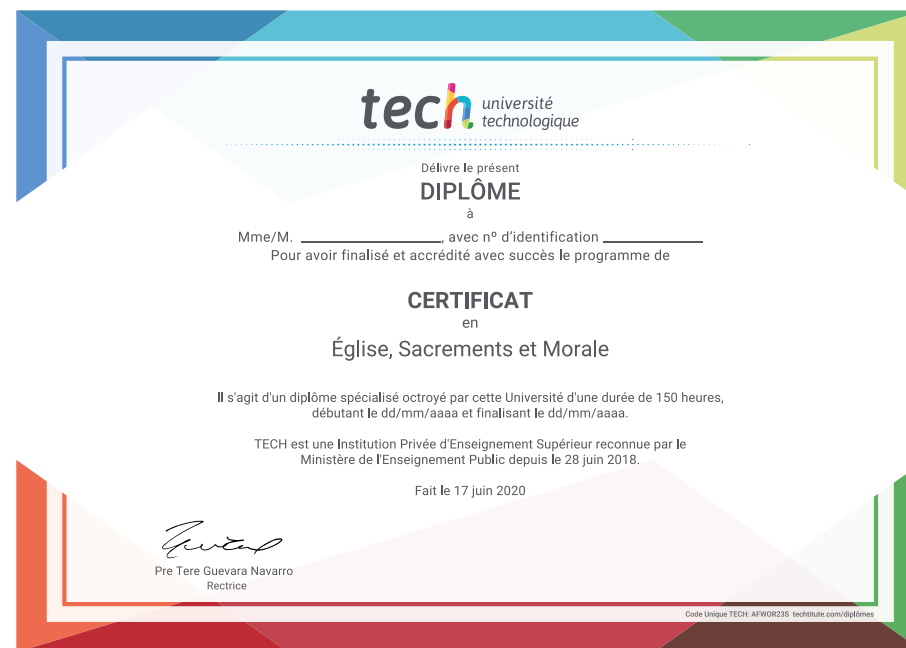 tech université
technologique
Délivre le présent
DIPLÔME
à
Mme/M. ____________________, avec nº d'identification ______________
Pour avoir finalisé et accrédité avec succès le programme de
CERTIFICAT
en
Église, Sacrements et Morale
Il s'agit d'un diplôme spécialisé octroyé par cette Université d'une durée de 150 heures,
débutant le dd/mm/aaaa et finalisant le dd/mm/aaaa.
TECH est une Institution Privée d'Enseignement Supérieur reconnue par le
Ministère de l'Enseignement Public depuis le 28 juin 2018.
Fait le 17 juin 2020
Pre Tere Guevara Navarro
Rectrice
Code Unique TECH: AFWOR23S techtitute.com/diplômes